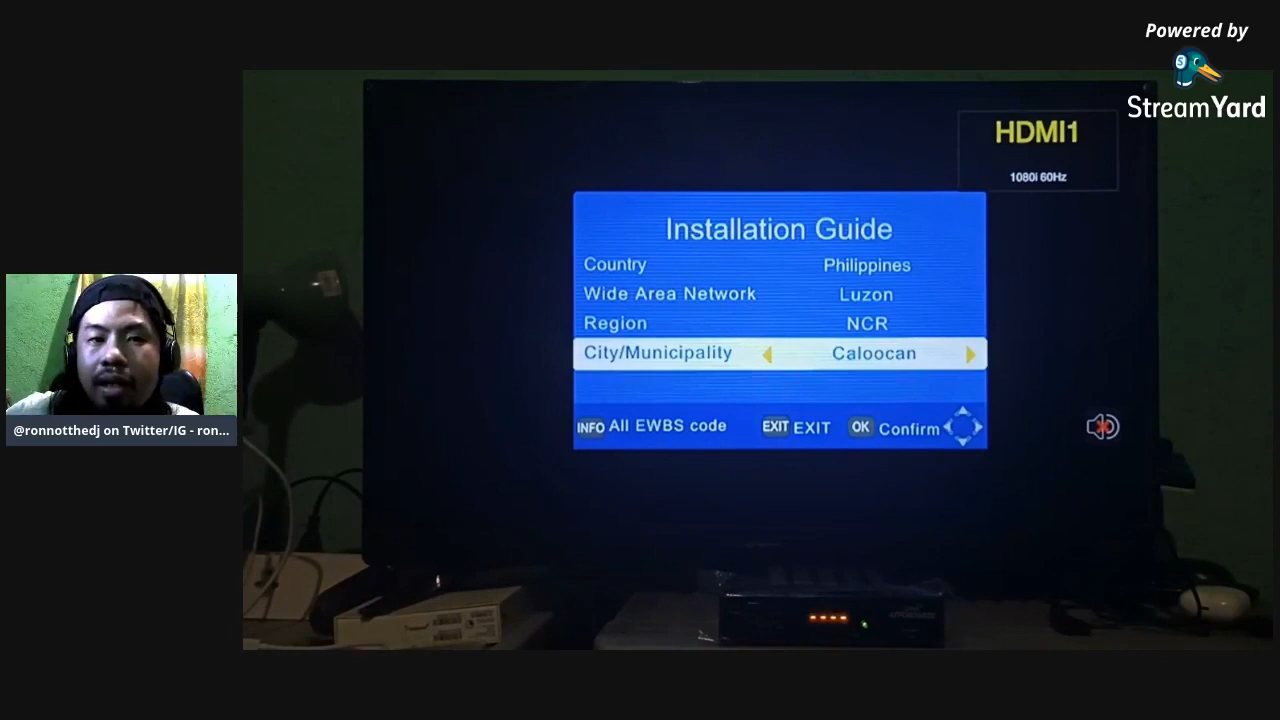 Powered by
StreamYard
HDMI1
1080i 60Hz
Installation Guide
Country Philippines
Wide Area Network Luzon
Region NCR
City/Municipality Caloocan
INFO All EWBS code EXIT EXIT OK Confirm
@ronnotthedj on Twitter/IG - ron...